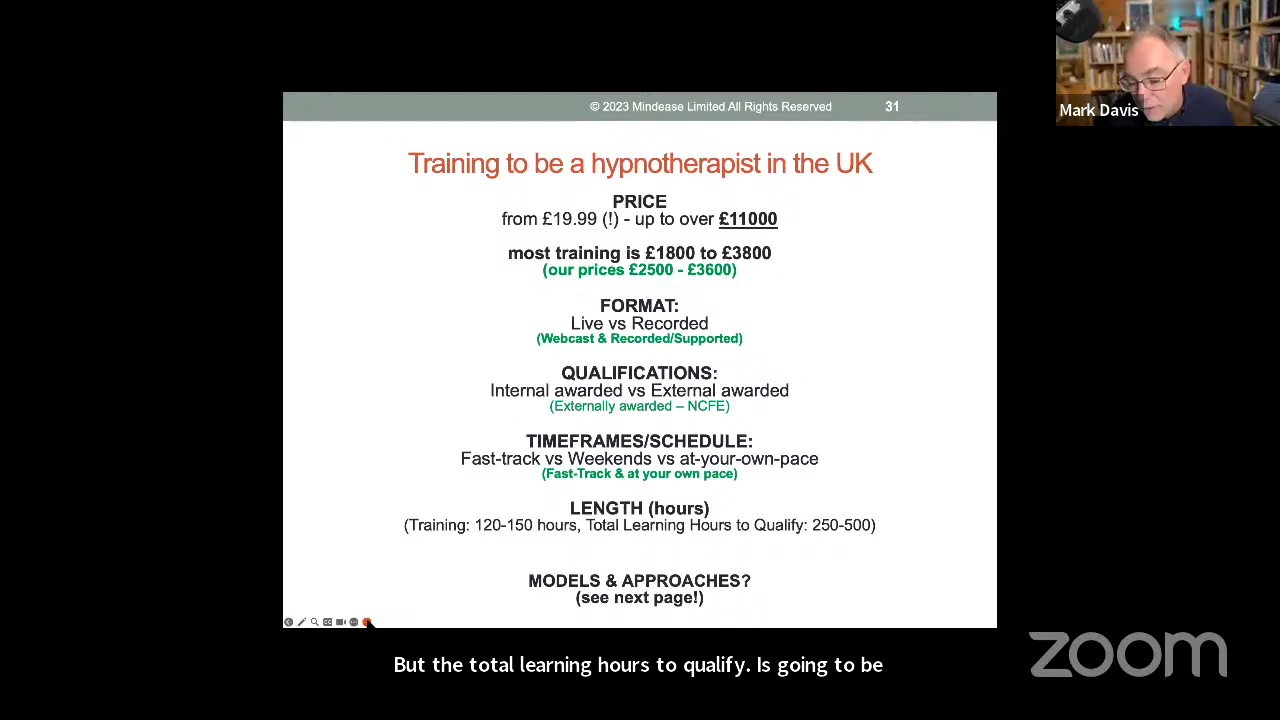 © 2023 Mindease Limited All Rights Reserved 31
Training to be a hypnotherapist in the UK
PRICE
from £19.99 (!) - up to over £11000
most training is £1800 to £3800
(our prices £2500 - £3600)
FORMAT:
Live vs Recorded
(Webcast & Recorded/Supported)
QUALIFICATIONS:
Internal awarded vs External awarded
(Externally awarded – NCFE)
TIMEFRAMES/SCHEDULE:
Fast-track vs Weekends vs at-your-own-pace
(Fast-Track & at your own pace)
LENGTH (hours)
(Training: 120-150 hours, Total Learning Hours to Qualify: 250-500)
MODELS & APPROACHES?
(see next page!)
Mark Davis
But the total learning hours to qualify. Is going to be
zoom